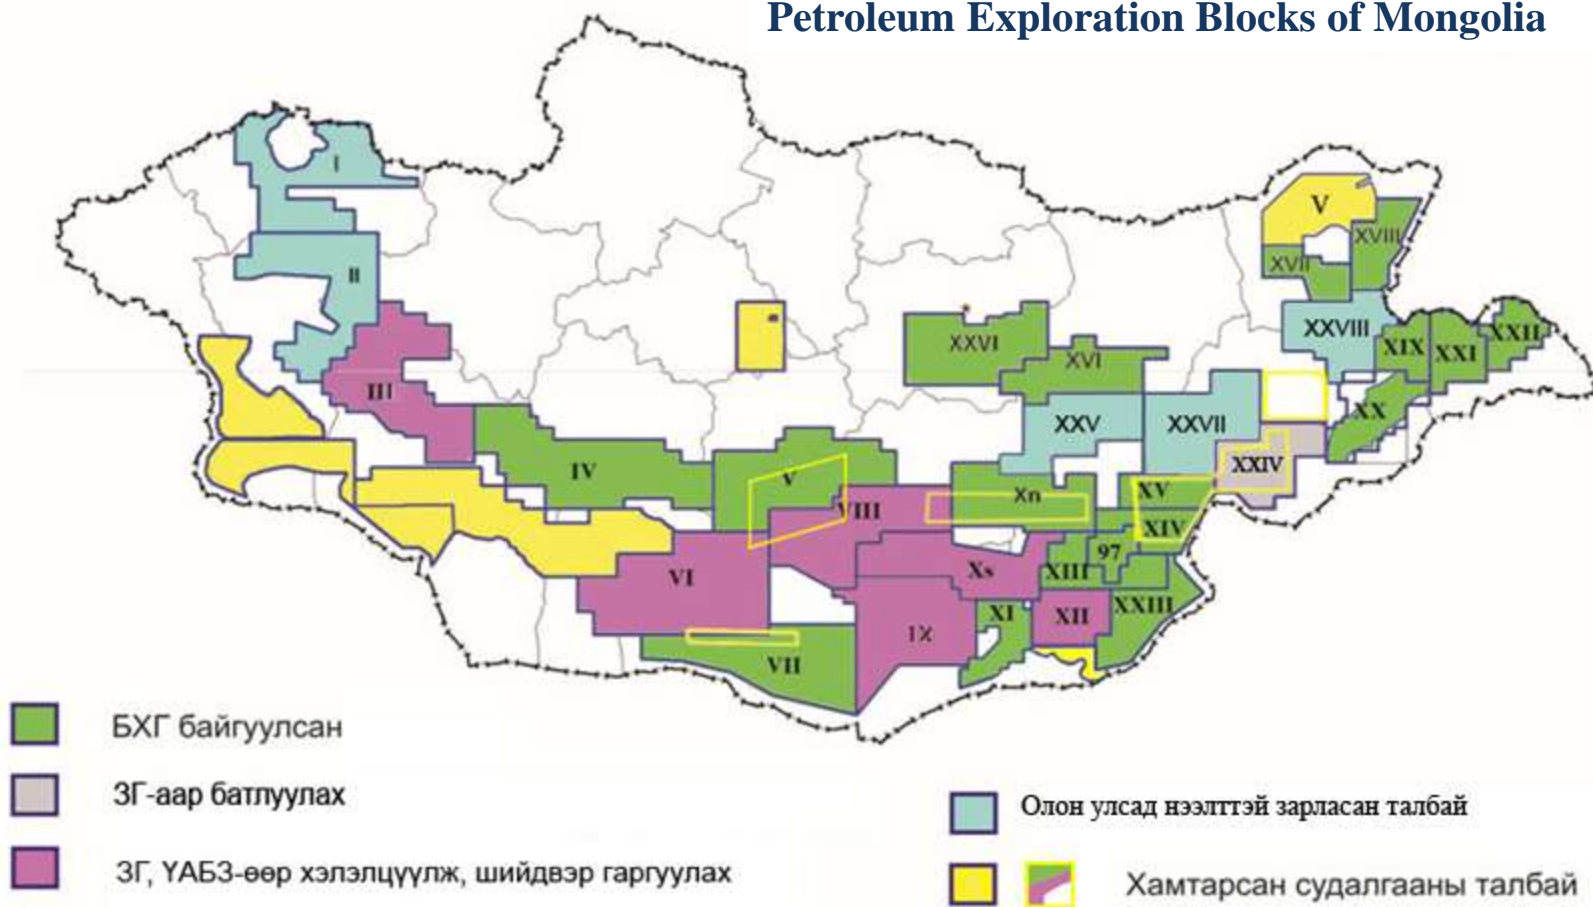 Petroleum Exploration Blocks of Mongolia
I
V
XVIII
XVII
II
XXVIII
XXII
XXVI
XIX
XXI
XVI
III
XX
XXV
XXVII
XXIV
IV
V
Xn
XV
VIII
XIV
97
Xs
XIII
VI
XXIII
XI
XII
IX
VII
БХГ байгуулсан
ЗГ-аар батлуулах
ЗГ, ҮАБЗ-өөр хэлэлцүүлж, шийдвэр гаргуулах
Олон улсад нээлттэй зарласан талбай
Хамтарсан судалгааны талбай